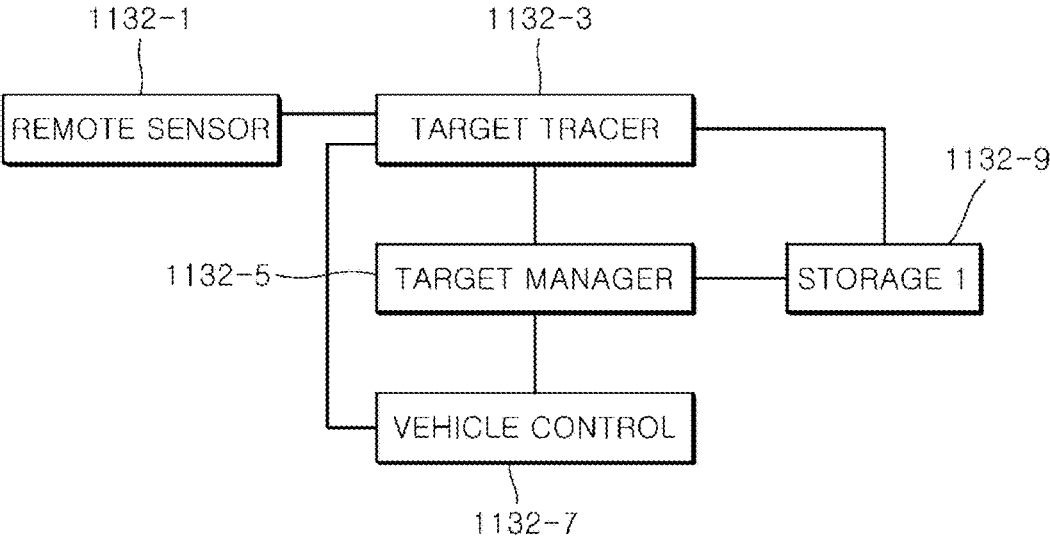 1132-1
1132-3
REMOTE SENSOR
TARGET TRACER
1132-9
1132-5
TARGET MANAGER
STORAGE 1
VEHICLE CONTROL
1132-7